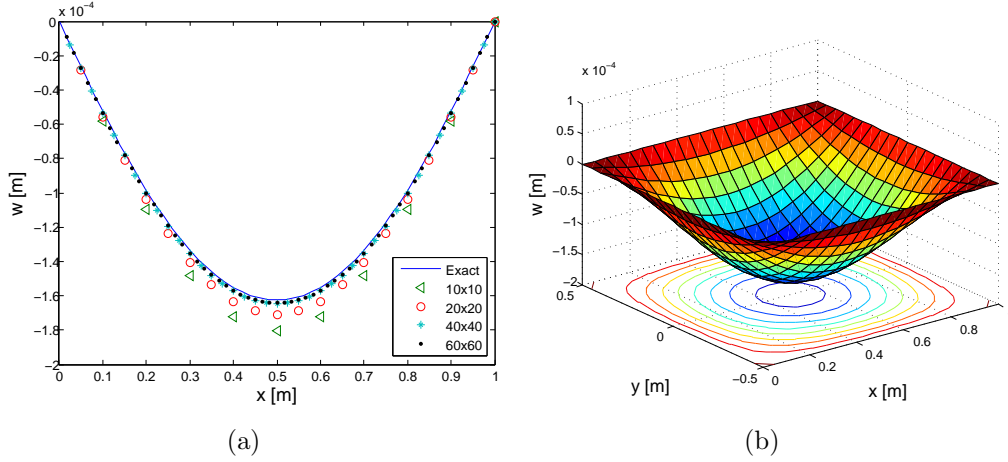 x 10⁻⁴
0
−0.2
−0.4
−0.6
−0.8
−1
−1.2
−1.4
−1.6
−1.8
−2
w [m]
0
0.1
0.2
0.3
0.4
0.5
0.6
0.7
0.8
0.9
1
x [m]
Exact
10x10
20x20
40x40
60x60
(a)
x 10⁻⁴
1
0.5
0
−0.5
−1
−1.5
−2
w [m]
0.5
0
−0.5
y [m]
0
0.2
0.4
0.6
0.8
x [m]
(b)